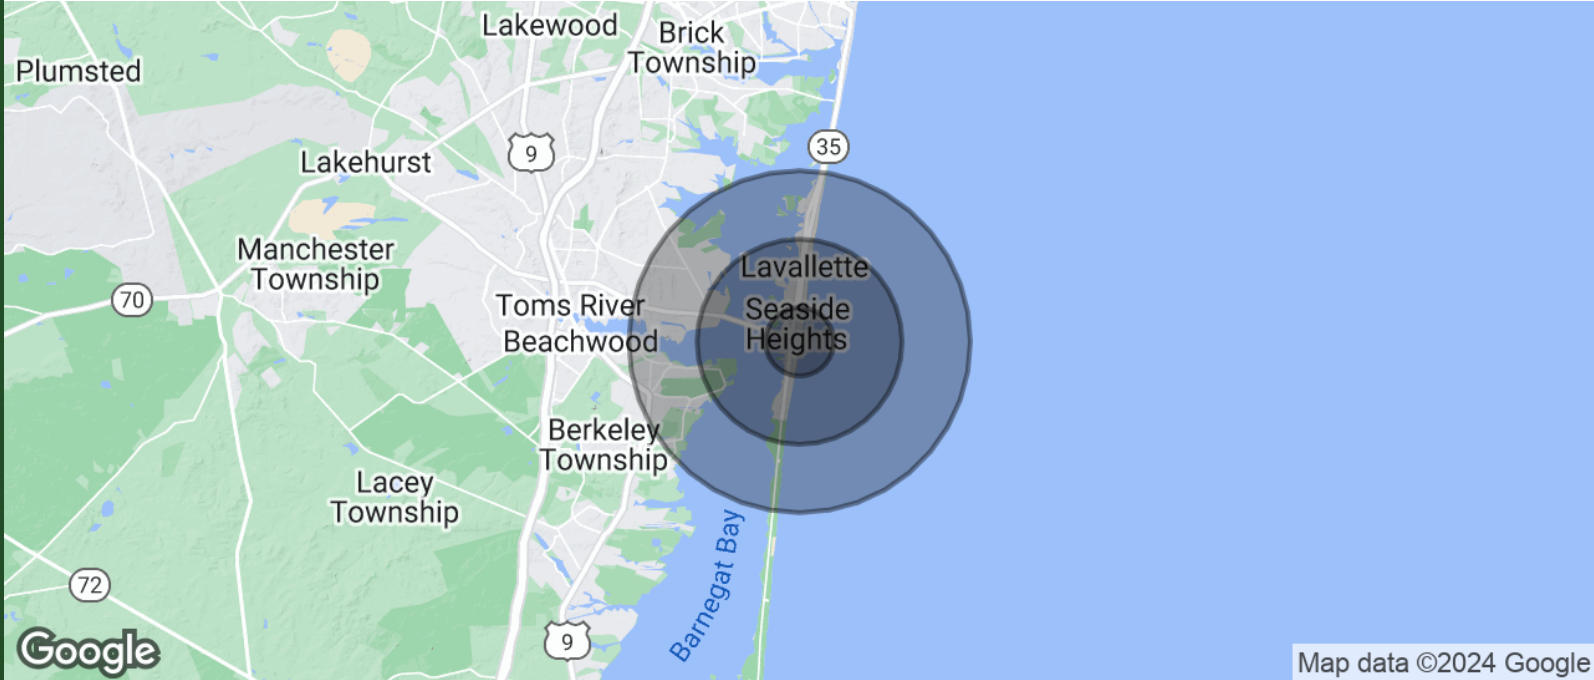 Lakewood
Brick
Township
Plumsted
9
35
Lakehurst
Manchester
Township
Lavallette
70
Toms River
Seaside
Heights
Beachwood
Berkeley
Township
Lacey
Township
Barnegat Bay
72
9
Google
Map data ©2024 Google